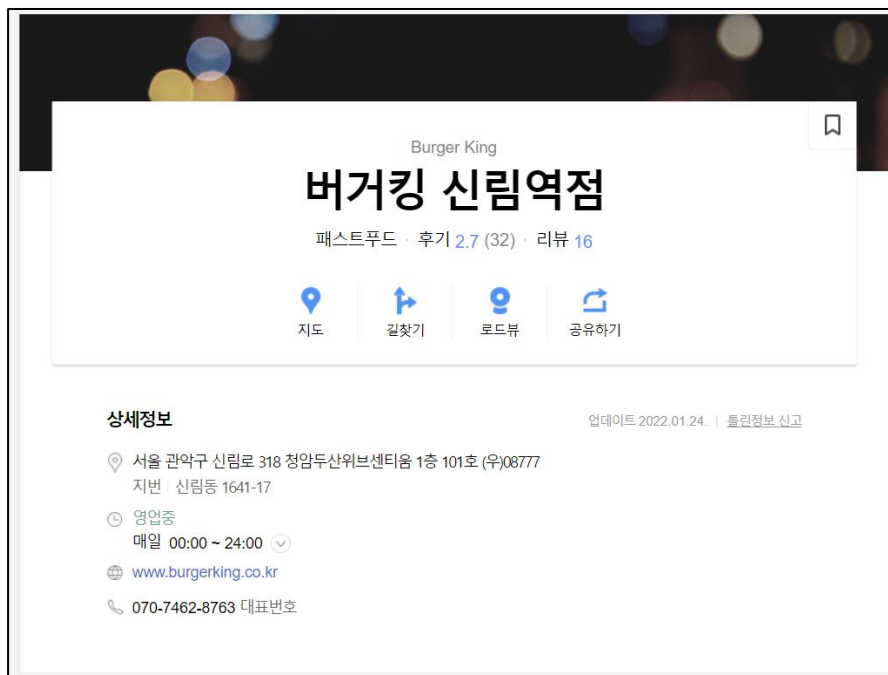 Burger King
버거킹 신림역점
패스트푸드 · 후기 2.7 (32) · 리뷰 16
지도 길찾기 로드뷰 공유하기
상세정보 업데이트 2022.01.24. | 틀린정보 신고
서울 관악구 신림로 318 청암두산위브센티움 1층 101호 (우)08777
지번 | 신림동 1641-17
영업중
매일 00:00 ~ 24:00
www.burgerking.co.kr
070-7462-8763 대표번호